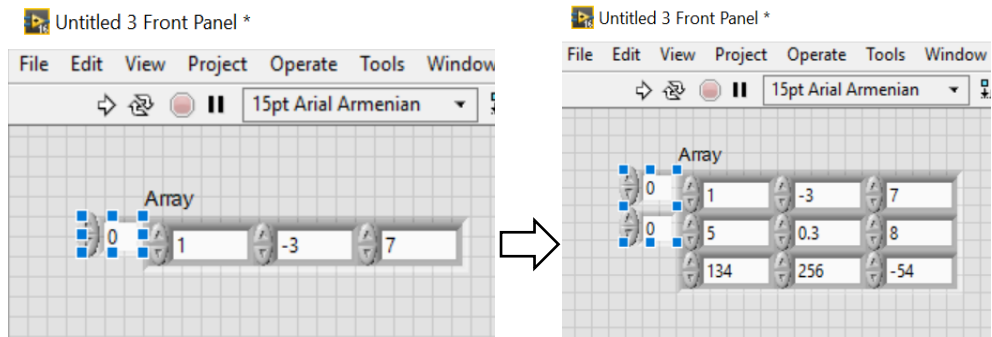 Untitled 3 Front Panel *
File Edit View Project Operate Tools Window
15pt Arial Armenian
Array
0 1 -3 7
Untitled 3 Front Panel *
File Edit View Project Operate Tools Window
15pt Arial Armenian
Array
0 1 -3 7
0 5 0.3 8
134 256 -54